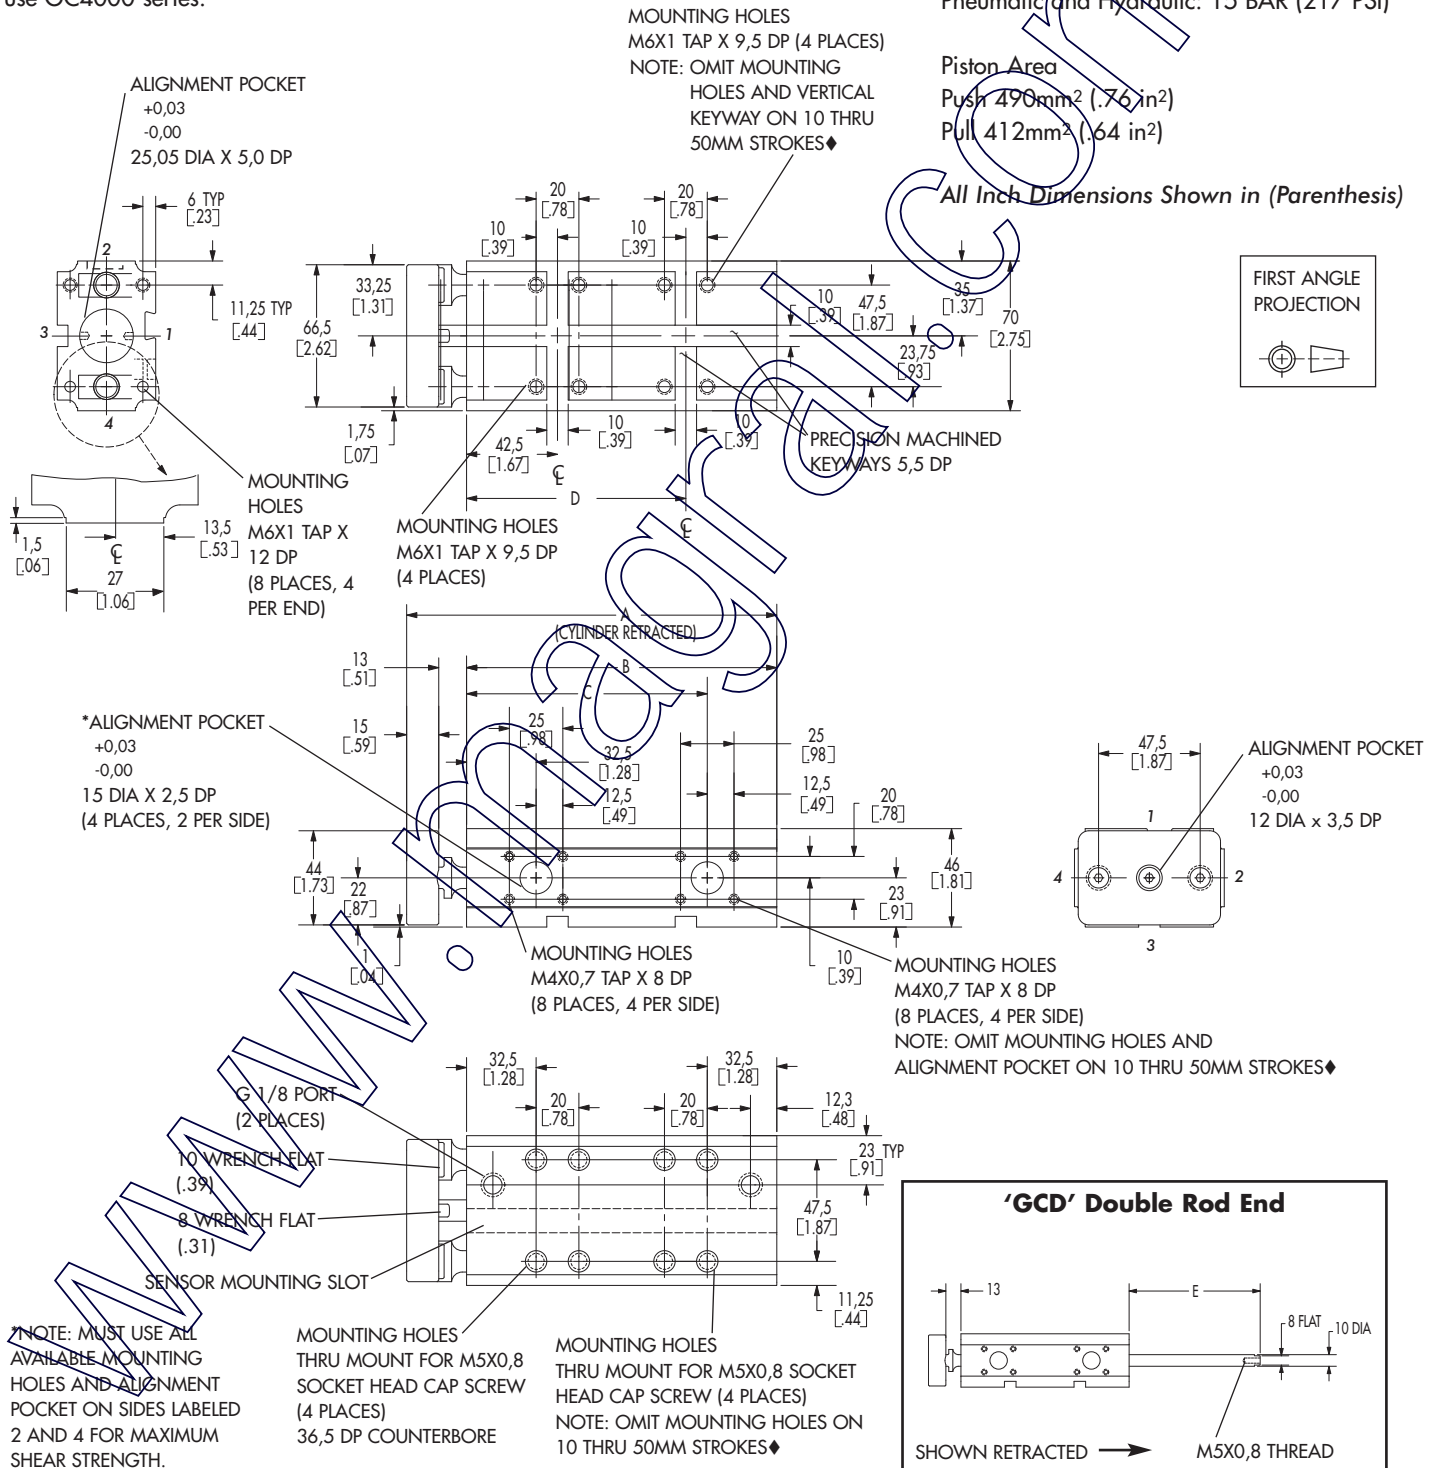 use GC4000 series.
MOUNTING HOLES
M6X1 TAP X 9,5 DP (4 PLACES)
NOTE: OMIT MOUNTING
HOLES AND VERTICAL
KEYWAY ON 10 THRU
50MM STROKES♦
Pneumatic and Hydraulic: 15 BAR (217 PSI)
Piston Area
Push 490mm² (.76 in²)
Pull 412mm² (.64 in²)
All Inch Dimensions Shown in (Parenthesis)
FIRST ANGLE
PROJECTION
ALIGNMENT POCKET
+0,03
-0,00
25,05 DIA X 5,0 DP
6 TYP
[.23]
2
11,25 TYP
[.44]
3
1
4
MOUNTING
HOLES
M6X1 TAP X
12 DP
(8 PLACES, 4
PER END)
1,5
[.06]
℄
13,5
[.53]
27
[1.06]
20
[.78]
20
[.78]
10
[.39]
10
[.39]
33,25
[1.31]
66,5
[2.62]
10
[.39]
47,5
[1.87]
35
[1.37]
70
[2.75]
23,75
[.93]
1,75
[.07]
10
[.39]
10
[.39]
42,5
[1.67]
℄
D
℄
PRECISION MACHINED
KEYWAYS 5,5 DP
MOUNTING HOLES
M6X1 TAP X 9,5 DP
(4 PLACES)
A
(CYLINDER RETRACTED)
13
[.51]
B
C
*ALIGNMENT POCKET
+0,03
-0,00
15 DIA X 2,5 DP
(4 PLACES, 2 PER SIDE)
15
[.59]
25
[.98]
32,5
[1.28]
12,5
[.49]
25
[.98]
12,5
[.49]
20
[.78]
44
[1.73]
22
[.87]
1
[.04]
46
[1.81]
23
[.91]
10
[.39]
MOUNTING HOLES
M4X0,7 TAP X 8 DP
(8 PLACES, 4 PER SIDE)
MOUNTING HOLES
M4X0,7 TAP X 8 DP
(8 PLACES, 4 PER SIDE)
NOTE: OMIT MOUNTING HOLES AND
ALIGNMENT POCKET ON 10 THRU 50MM STROKES♦
47,5
[1.87]
ALIGNMENT POCKET
+0,03
-0,00
12 DIA x 3,5 DP
1
4
2
3
32,5
[1.28]
32,5
[1.28]
20
[.78]
20
[.78]
12,3
[.48]
23 TYP
[.91]
47,5
[1.87]
11,25
[.44]
G 1/8 PORT
(2 PLACES)
10 WRENCH FLAT
(.39)
8 WRENCH FLAT
(.31)
SENSOR MOUNTING SLOT
*NOTE: MUST USE ALL
AVAILABLE MOUNTING
HOLES AND ALIGNMENT
POCKET ON SIDES LABELED
2 AND 4 FOR MAXIMUM
SHEAR STRENGTH.
MOUNTING HOLES
THRU MOUNT FOR M5X0,8
SOCKET HEAD CAP SCREW
(4 PLACES)
36,5 DP COUNTERBORE
MOUNTING HOLES
THRU MOUNT FOR M5X0,8 SOCKET
HEAD CAP SCREW (4 PLACES)
NOTE: OMIT MOUNTING HOLES ON
10 THRU 50MM STROKES♦
'GCD' Double Rod End
13
E
8 FLAT
10 DIA
SHOWN RETRACTED
M5X0,8 THREAD
www.magral.com